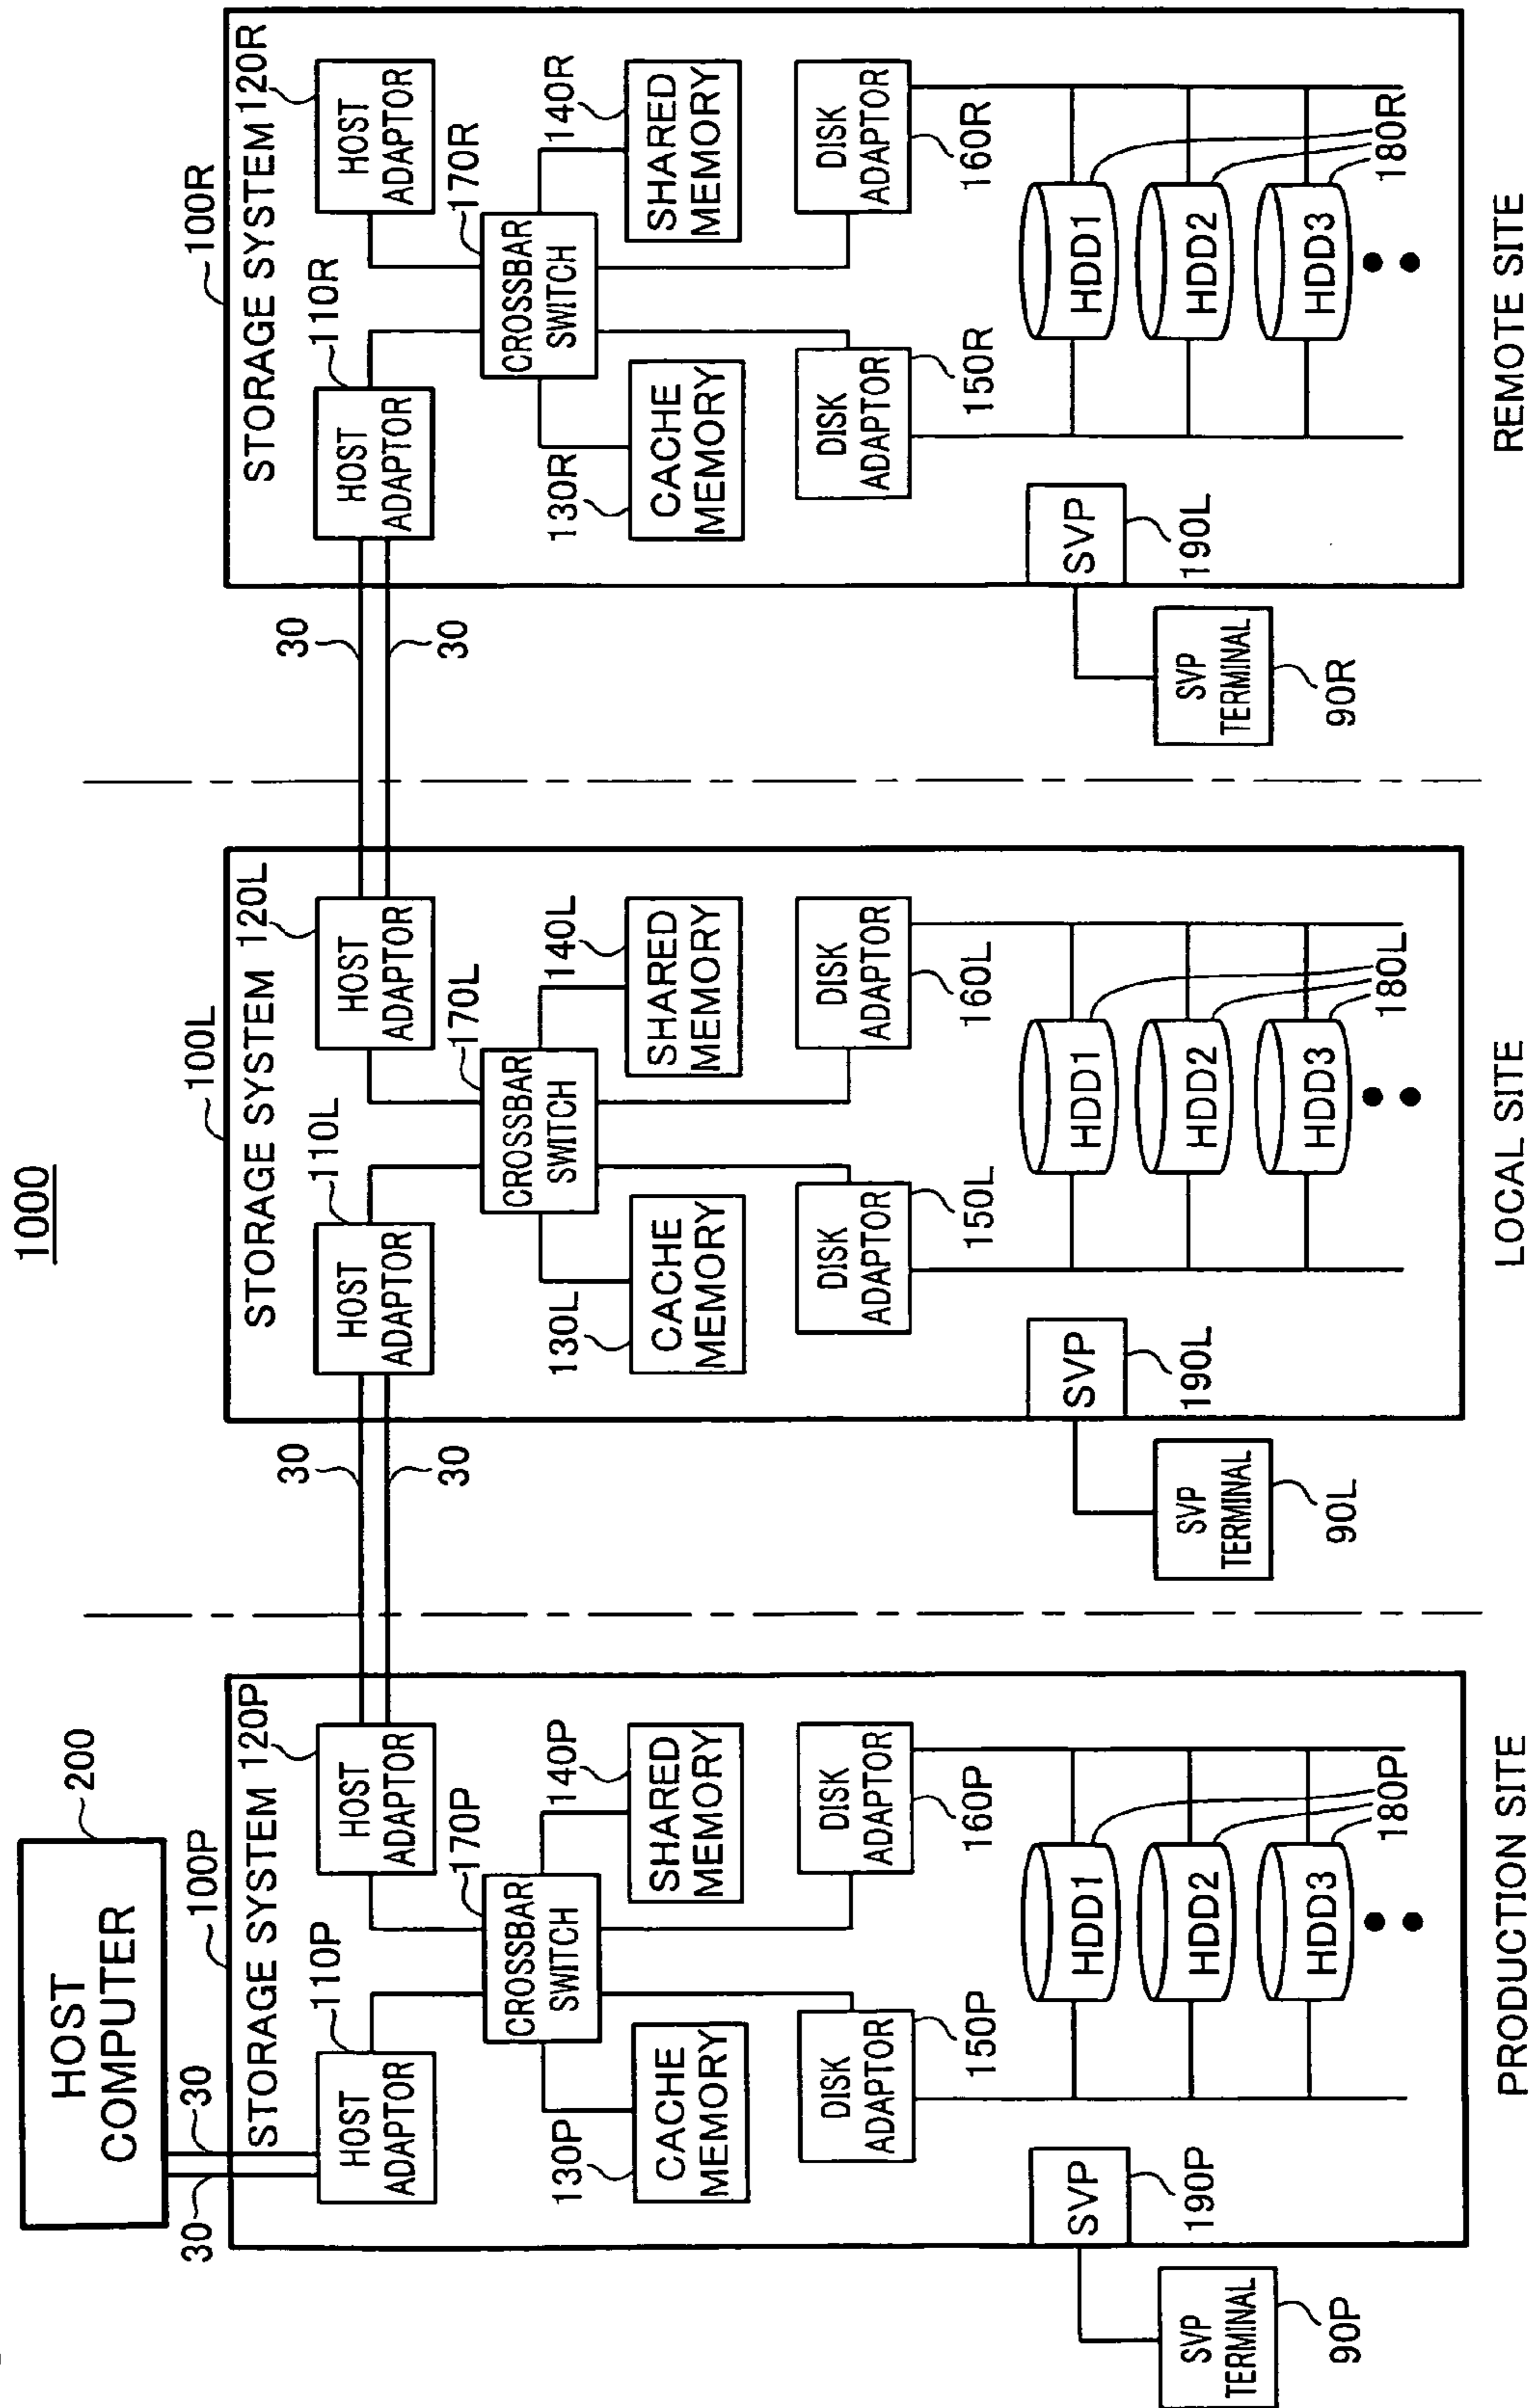 1000
HOST
COMPUTER
200
30
30
100P
STORAGE SYSTEM
110P
120P
HOST
ADAPTOR
HOST
ADAPTOR
170P
CROSSBAR
SWITCH
130P
CACHE
MEMORY
140P
SHARED
MEMORY
DISK
ADAPTOR
150P
DISK
ADAPTOR
160P
HDD1
HDD2
HDD3
180P
SVP
190P
SVP
TERMINAL
90P
PRODUCTION SITE
30
30
100L
STORAGE SYSTEM
110L
120L
HOST
ADAPTOR
HOST
ADAPTOR
170L
CROSSBAR
SWITCH
130L
CACHE
MEMORY
140L
SHARED
MEMORY
DISK
ADAPTOR
150L
DISK
ADAPTOR
160L
HDD1
HDD2
HDD3
180L
SVP
190L
SVP
TERMINAL
90L
LOCAL SITE
30
30
100R
STORAGE SYSTEM
110R
120R
HOST
ADAPTOR
HOST
ADAPTOR
170R
CROSSBAR
SWITCH
130R
CACHE
MEMORY
140R
SHARED
MEMORY
DISK
ADAPTOR
150R
DISK
ADAPTOR
160R
HDD1
HDD2
HDD3
180R
SVP
190L
SVP
TERMINAL
90R
REMOTE SITE